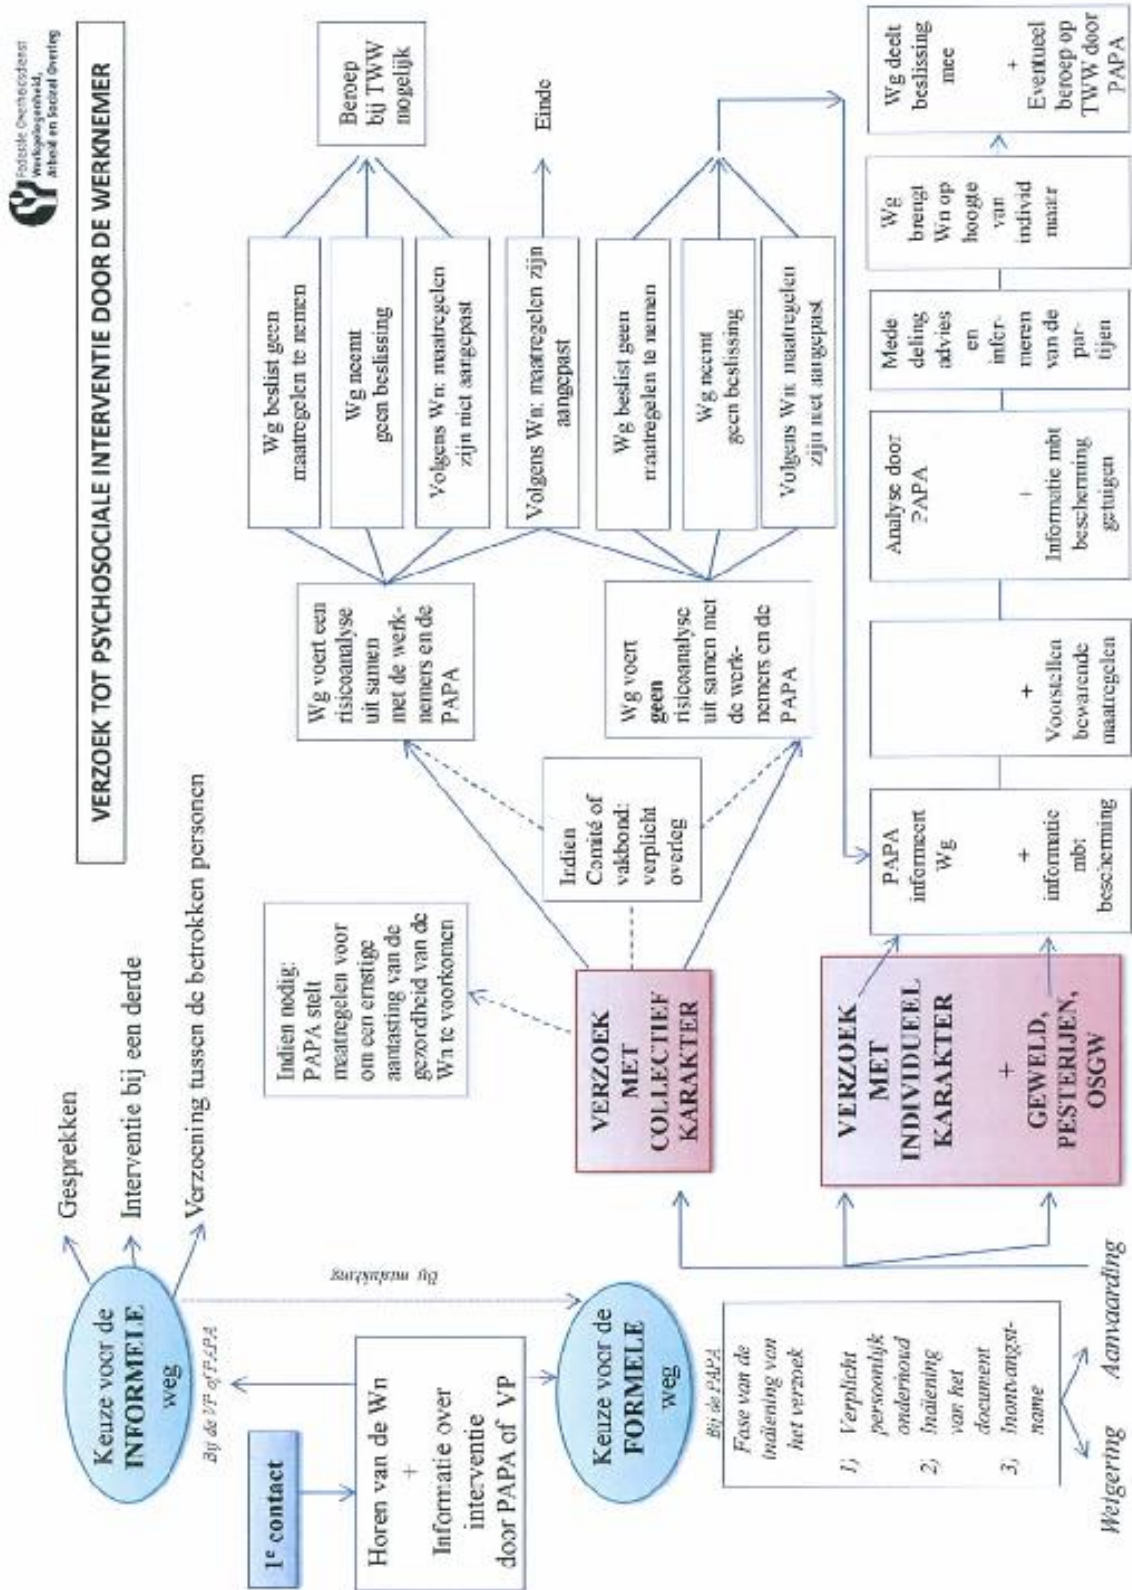 Federale Overheidsdienst
Werkgelegenheid,
Arbeid en Sociaal Overleg
VERZOEK TOT PSYCHOSOCIALE INTERVENTIE DOOR DE WERKNEMER
1e contact
Horen van de Wn
+
Informatie over
interventie
door PAPA of VP
Bij de VP of PAPA
Keuze voor de
INFORMELE
weg
Gesprekken
Interventie bij een derde
Verzoening tussen de betrokken personen
Bij mislukking
Keuze voor de
FORMELE
weg
Bij de PAPA
Fase van de
indiening van
het verzoek
1) Verplicht
persoonlijk
onderhoud
2) Indiening
van het
document
3) Inontvangst-
name
Weigering
Aanvaarding
Indien nodig:
PAPA stelt
maatregelen voor
om een ernstige
aantasting van de
gezondheid van de
Wn te voorkomen
VERZOEK
MET
COLLECTIEF
KARAKTER
Indien
Comité of
vakbond:
verplicht
overleg
Wg voert een
risicoanalyse
uit samen
met de werk-
nemers en de
PAPA
Wg voert
geen
risicoanalyse
uit samen met
de werk-
nemers en de
PAPA
Wg beslist geen
maatregelen te nemen
Wg neemt
geen beslissing
Volgens Wn: maatregelen
zijn niet aangepast
Volgens Wn: maatregelen zijn
aangepast
Wg beslist geen
maatregelen te nemen
Wg neemt
geen beslissing
Volgens Wn: maatregelen
zijn niet aangepast
Beroep
bij TWW
mogelijk
Einde
VERZOEK
MET
INDIVIDUEEL
KARAKTER
+
GEWELD,
PESTERIJEN,
OSGW
PAPA
informeert
Wg
+
informatie
mbt
bescherming
+
Voorstellen
bewarende
maatregelen
Analyse door
PAPA
+
Informatie mbt
bescherming
getuigen
Mede
deling
advies
en
infor-
meren
van de
par-
tijen
Wg
brengt
Wn op
hoogte
van
individ
maatr
Wg deelt
beslissing
mee
+
Eventueel
beroep op
TWW door
PAPA